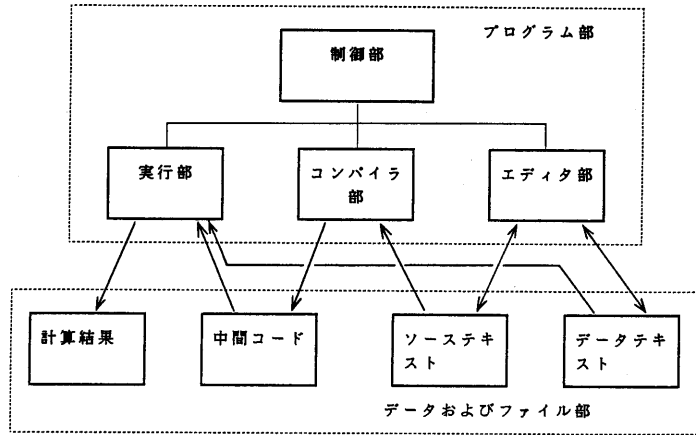 プログラム部
制御部
実行部
コンパイラ
部
エディタ部
計算結果
中間コード
ソーステキ
スト
データテキ
スト
データおよびファイル部